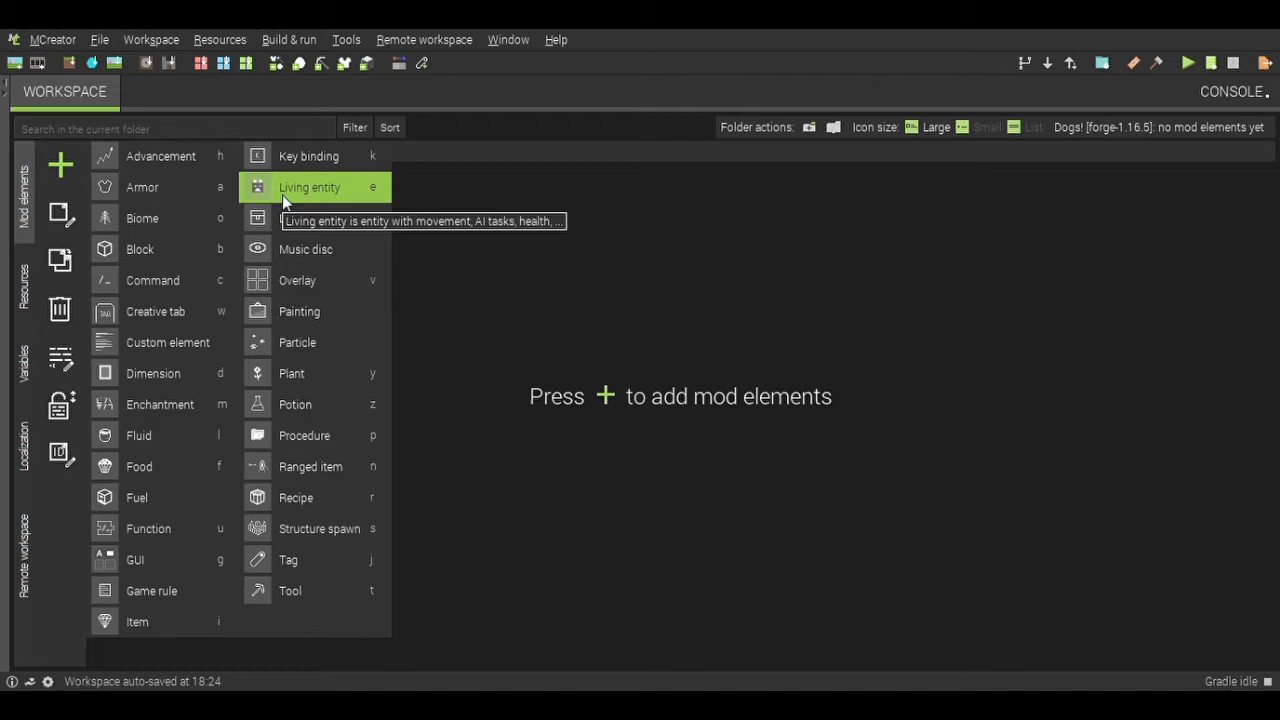 MCreator File Workspace Resources Build & run Tools Remote workspace Window Help
WORKSPACE CONSOLE
Search in the current folder Filter Sort Folder actions: Icon size: Large Small List Dogs! [forge-1.16.5]: no mod elements yet
Mod elements
Resources
Variables
Localization
Remote workspace
Advancement h
Armor a
Biome o
Block b
Command c
TAG Creative tab w
Custom element
Dimension d
Enchantment m
Fluid l
Food f
Fuel
Function u
GUI g
Game rule
Item i
Key binding k
Living entity e
Living entity is entity with movement, AI tasks, health, ...
Music disc
Overlay v
Painting
Particle
Plant y
Potion z
Procedure p
Ranged item n
Recipe r
Structure spawn s
Tag j
Tool t
Press + to add mod elements
Workspace auto-saved at 18:24 Gradle idle